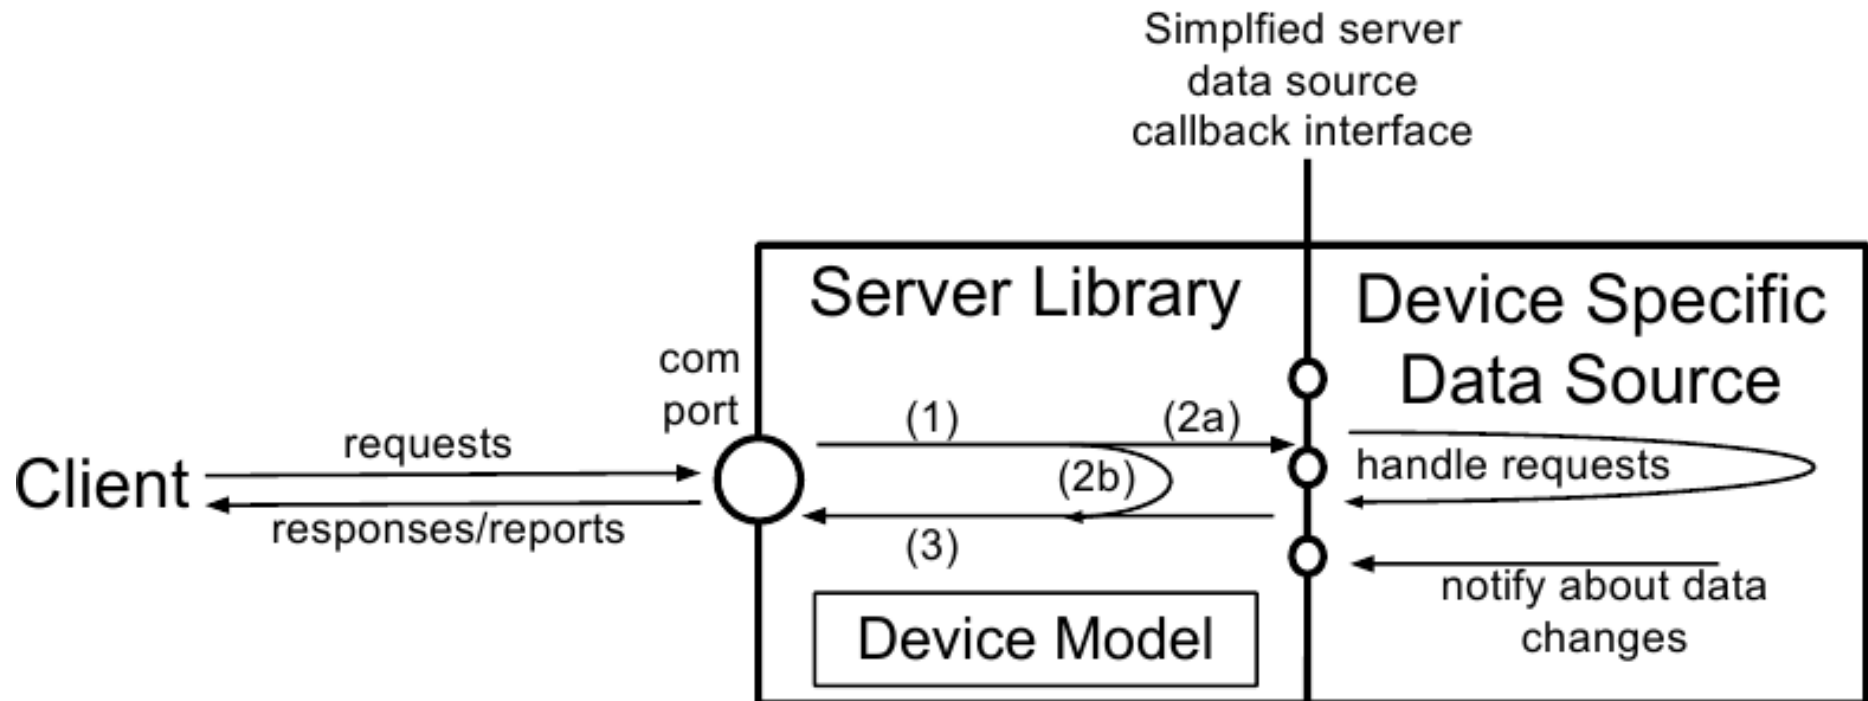 Simplfied server
data source
callback interface
Server Library
Device Specific
Data Source
com
port
(1)
(2a)
requests
Client
(2b)
handle requests
responses/reports
(3)
notify about data
changes
Device Model